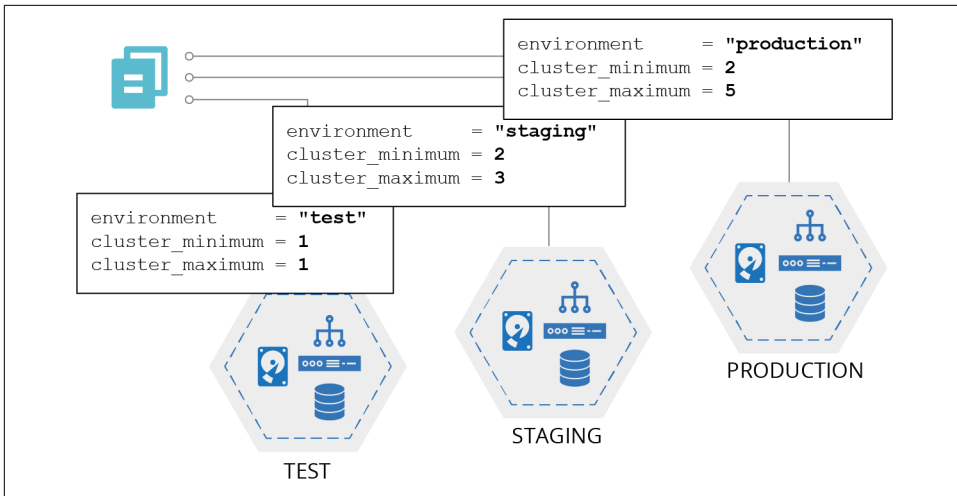 environment      = "production"
cluster_minimum = 2
cluster_maximum = 5
environment      = "staging"
cluster_minimum = 2
cluster_maximum = 3
environment      = "test"
cluster_minimum = 1
cluster_maximum = 1
PRODUCTION
STAGING
TEST